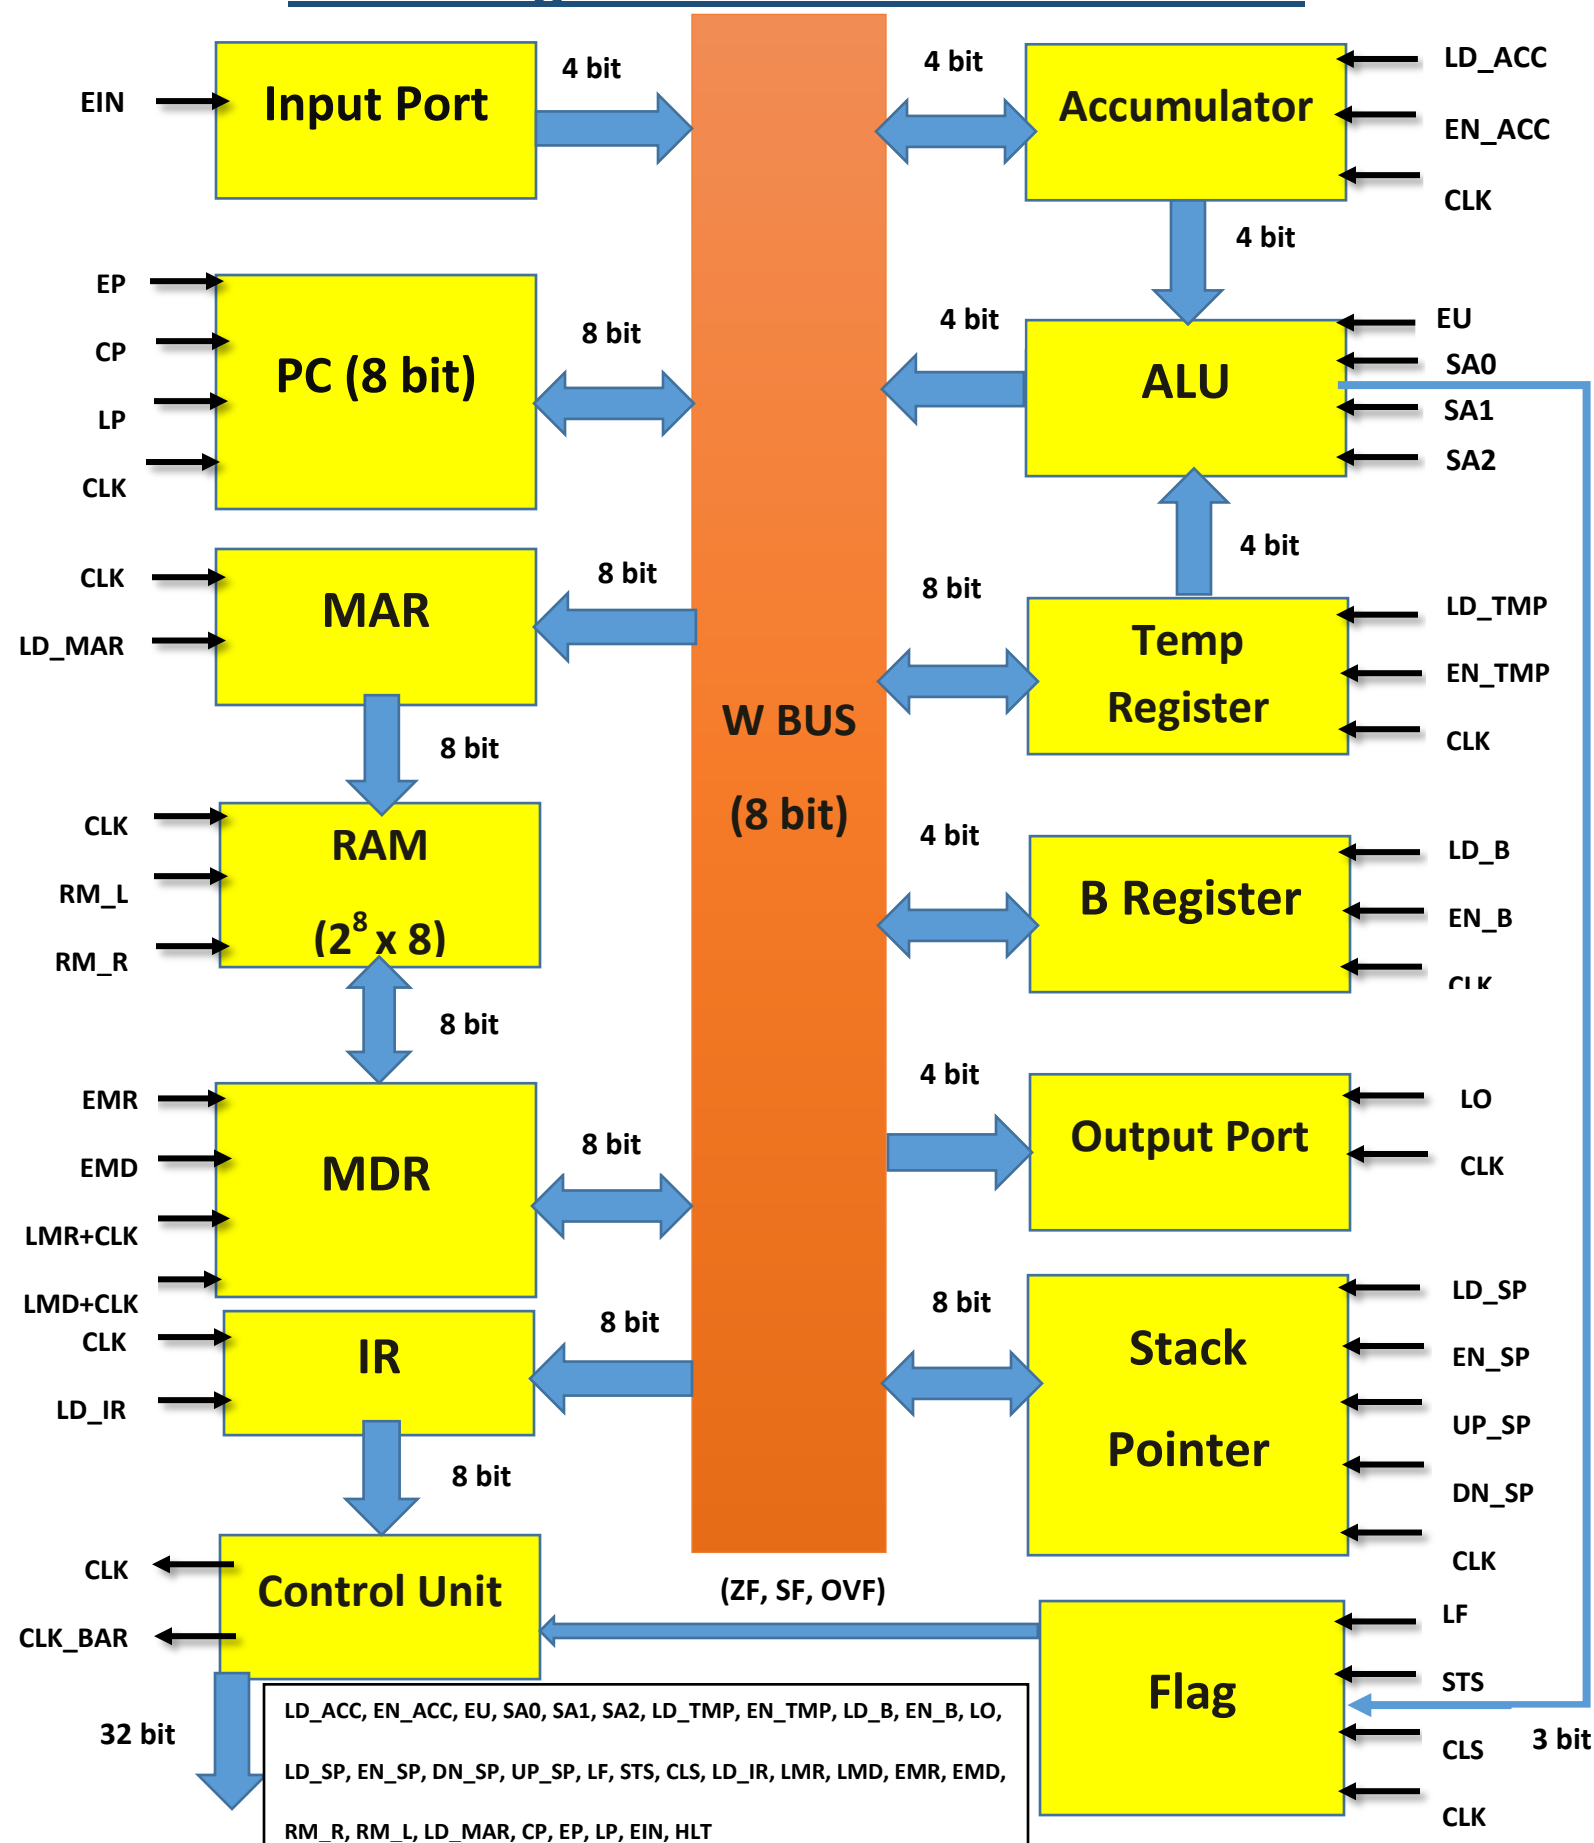 EIN
Input Port
4 bit
4 bit
Accumulator
LD_ACC
EN_ACC
CLK
4 bit
EP
CP
LP
CLK
PC (8 bit)
8 bit
4 bit
ALU
EU
SA0
SA1
SA2
4 bit
CLK
LD_MAR
MAR
8 bit
8 bit
8 bit
Temp
Register
LD_TMP
EN_TMP
CLK
W BUS
(8 bit)
CLK
RM_L
RM_R
RAM
(2⁸ x 8)
8 bit
4 bit
B Register
LD_B
EN_B
CLK
EMR
EMD
LMR+CLK
LMD+CLK
MDR
8 bit
4 bit
Output Port
LO
CLK
CLK
LD_IR
IR
8 bit
8 bit
8 bit
Stack
Pointer
LD_SP
EN_SP
UP_SP
DN_SP
CLK
CLK
CLK_BAR
Control Unit
(ZF, SF, OVF)
Flag
LF
STS
CLS
CLK
3 bit
32 bit
LD_ACC, EN_ACC, EU, SA0, SA1, SA2, LD_TMP, EN_TMP, LD_B, EN_B, LO,
LD_SP, EN_SP, DN_SP, UP_SP, LF, STS, CLS, LD_IR, LMR, LMD, EMR, EMD,
RM_R, RM_L, LD_MAR, CP, EP, LP, EIN, HLT